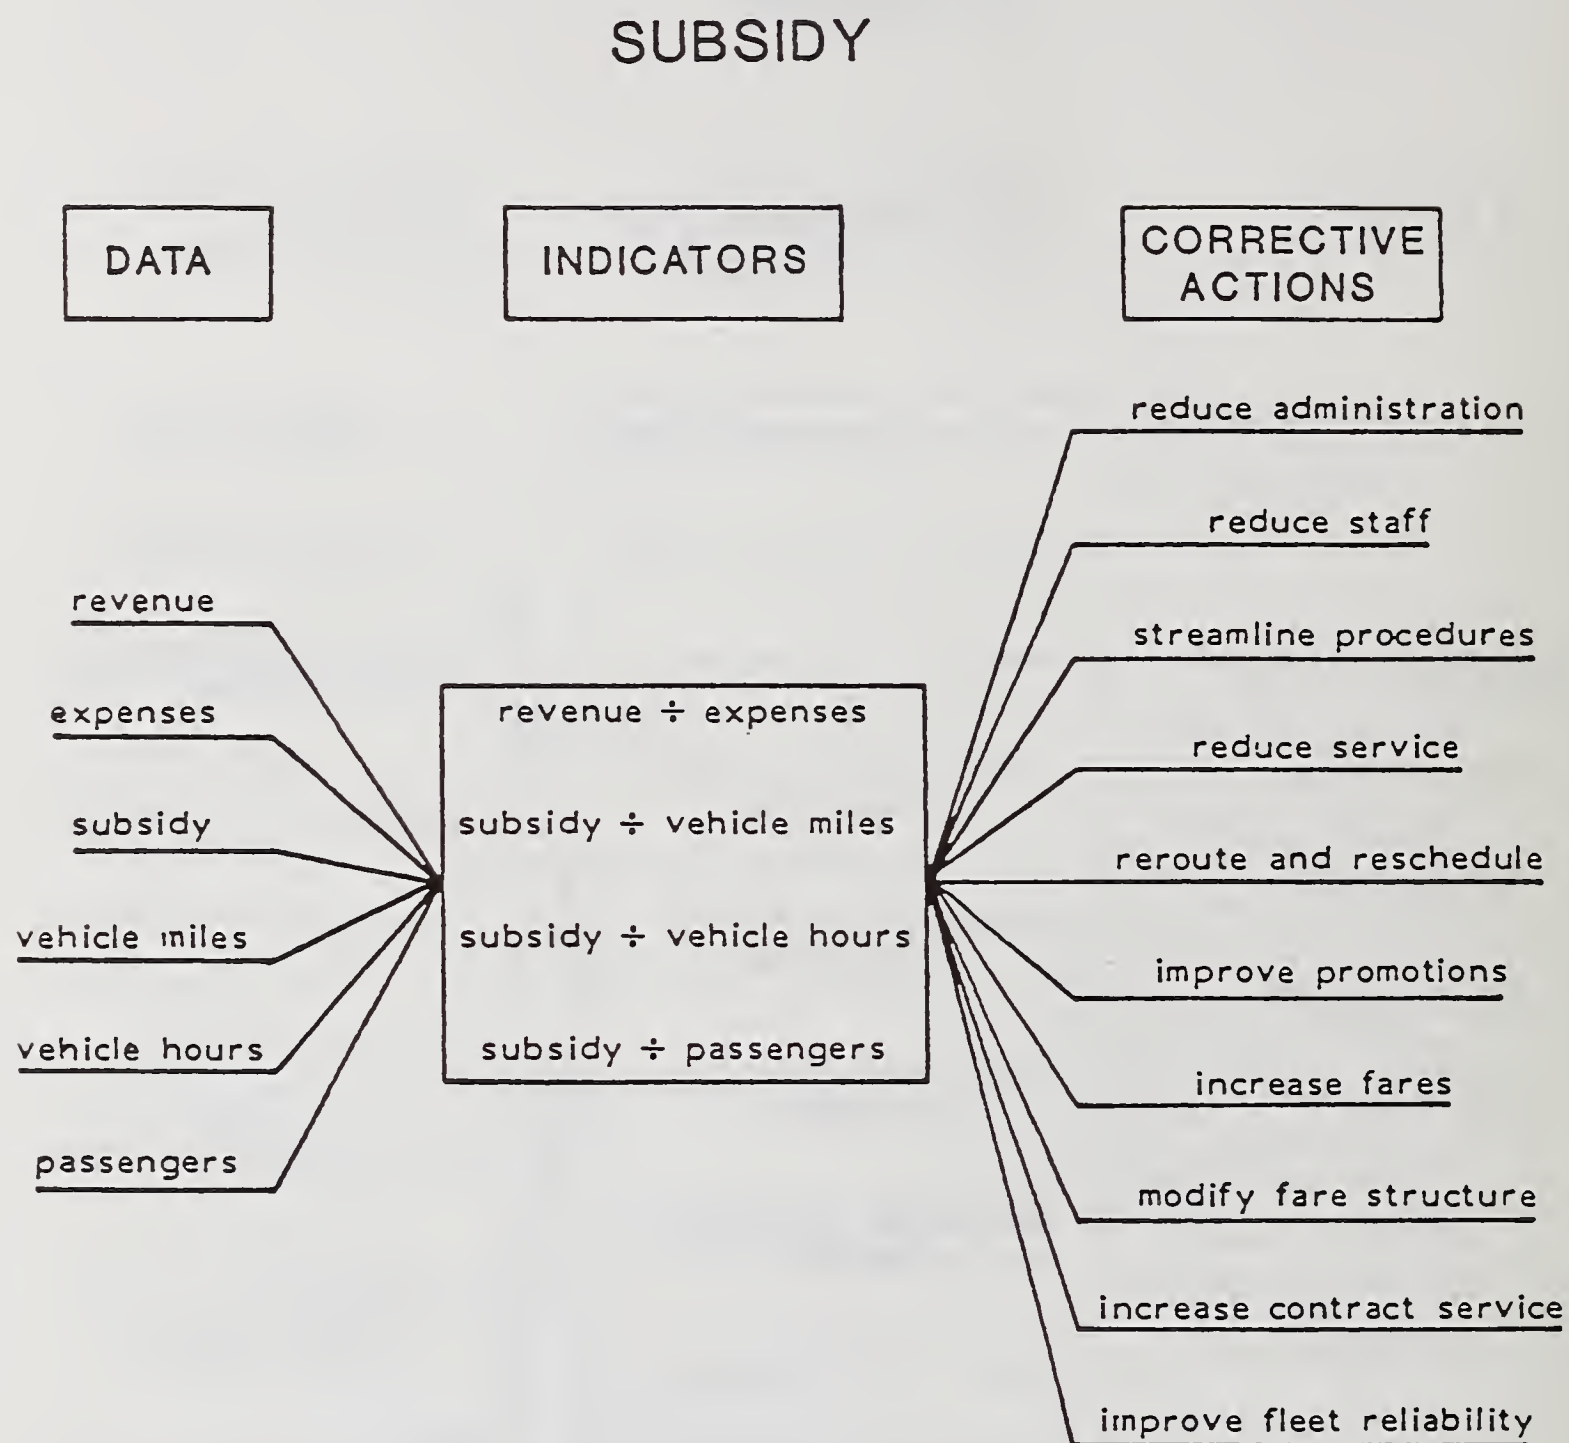 SUBSIDY
DATA
INDICATORS
CORRECTIVE
ACTIONS
revenue
expenses
subsidy
vehicle miles
vehicle hours
passengers
revenue ÷ expenses
subsidy ÷ vehicle miles
subsidy ÷ vehicle hours
subsidy ÷ passengers
reduce administration
reduce staff
streamline procedures
reduce service
reroute and reschedule
improve promotions
increase fares
modify fare structure
increase contract service
improve fleet reliability